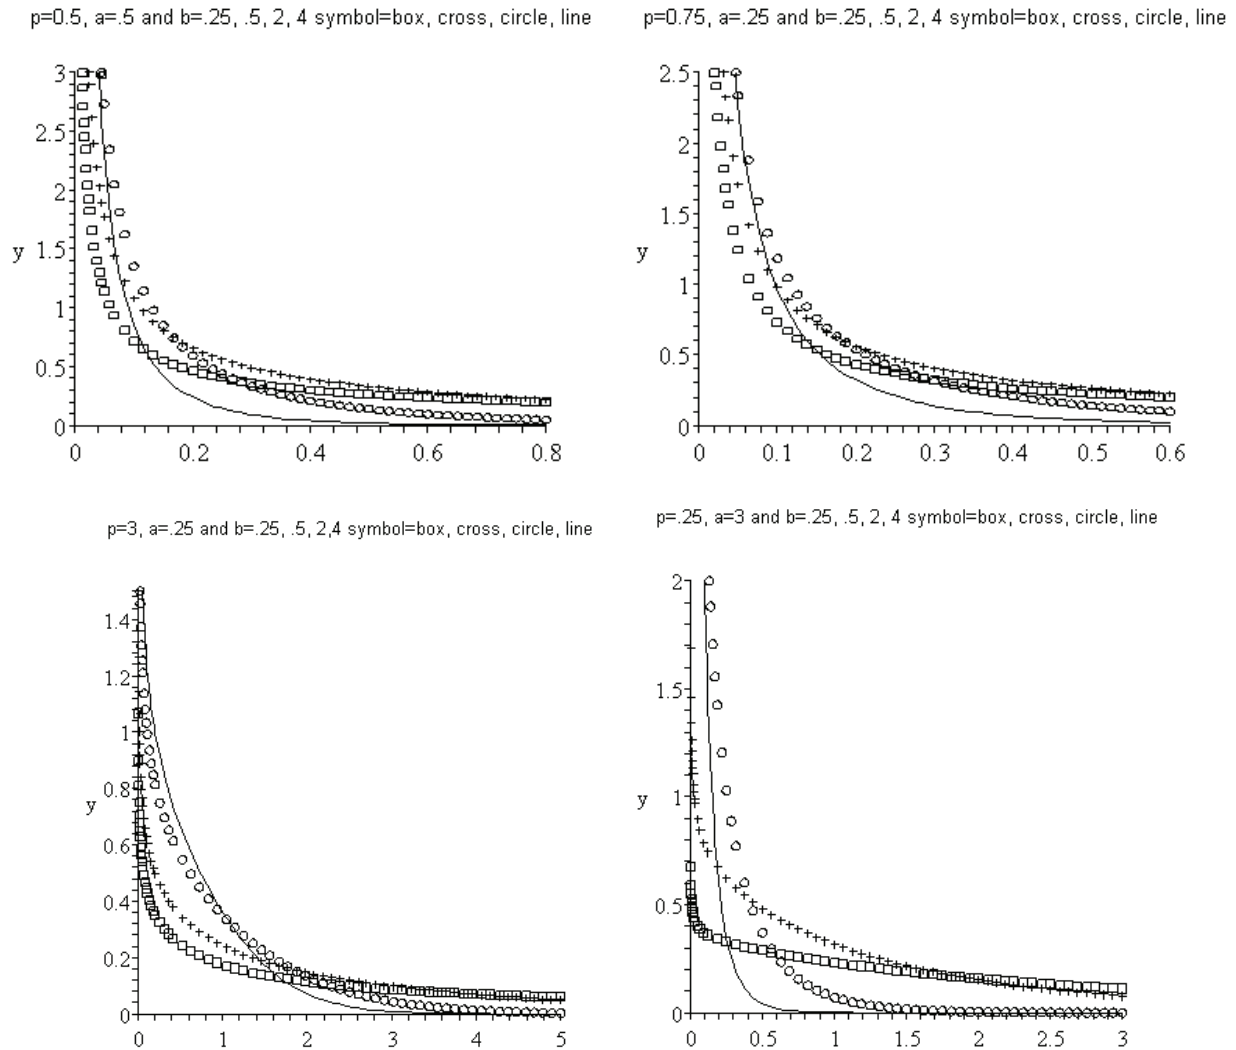 p=0.5, a=.5 and b=.25, .5, 2, 4 symbol=box, cross, circle, line
3
2.5
2
1.5
y
1
0.5
0
0 0.2 0.4 0.6 0.8
p=0.75, a=.25 and b=.25, .5, 2, 4 symbol=box, cross, circle, line
2.5
2
1.5
y
1
0.5
0
0 0.1 0.2 0.3 0.4 0.5 0.6
p=3, a=.25 and b=.25, .5, 2,4 symbol=box, cross, circle, line
1.4
1.2
1
0.8
y
0.6
0.4
0.2
0
0 1 2 3 4 5
p=.25, a=3 and b=.25, .5, 2, 4 symbol=box, cross, circle, line
2
1.5
1
y
0.5
0
0 0.5 1 1.5 2 2.5 3